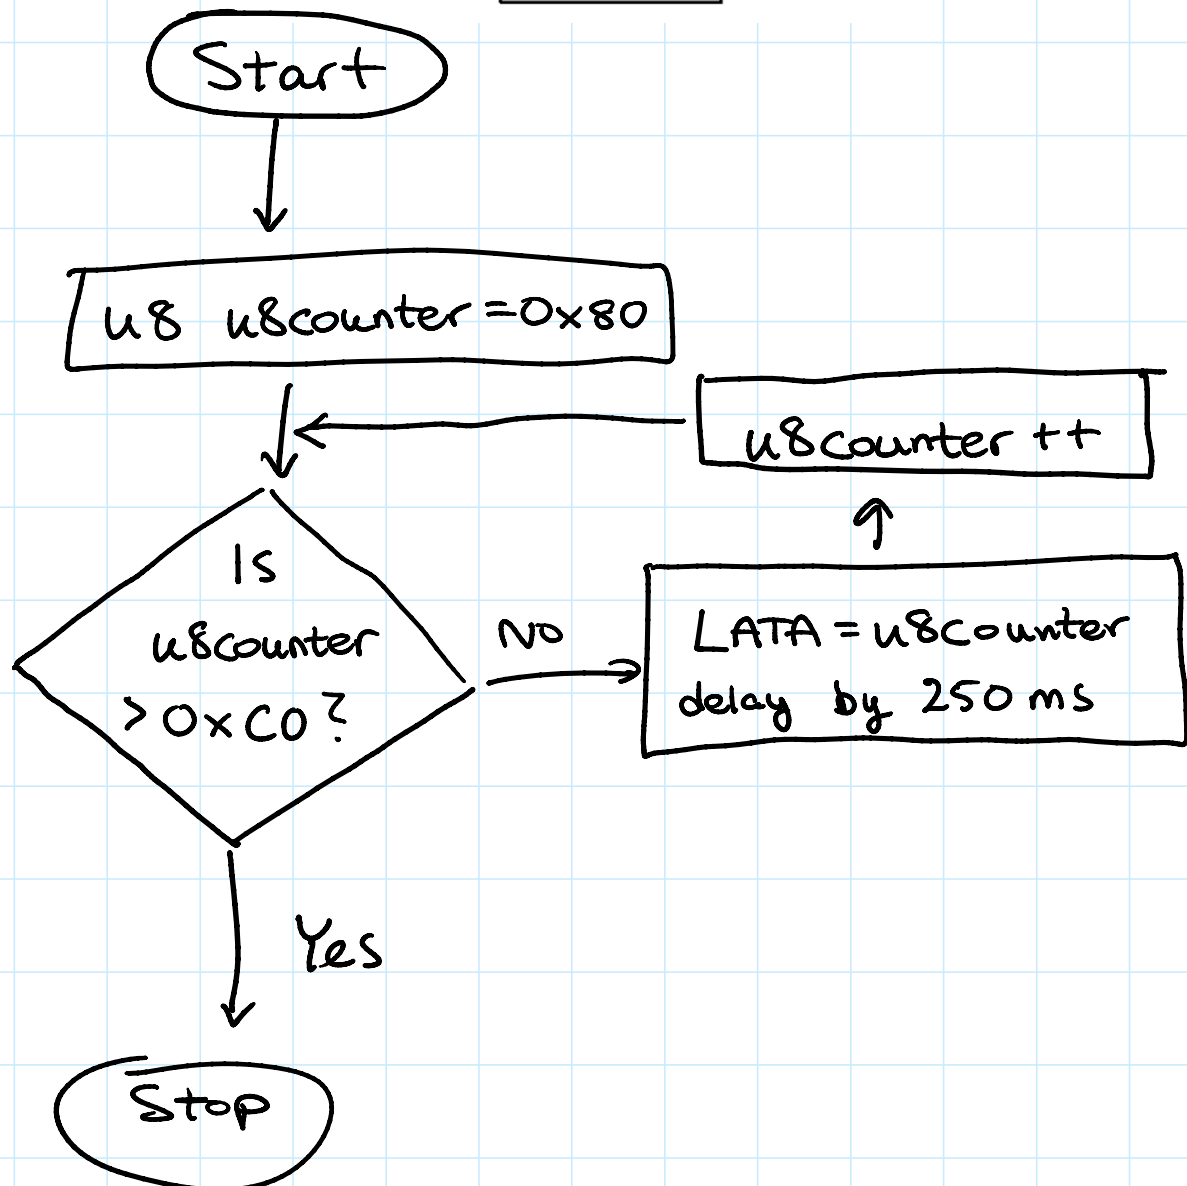 Start
u8 u8counter =0x80
u8counter ++
Is
u8counter
> 0xC0?
NO
LATA = u8counter
delay by 250 ms
Yes
Stop